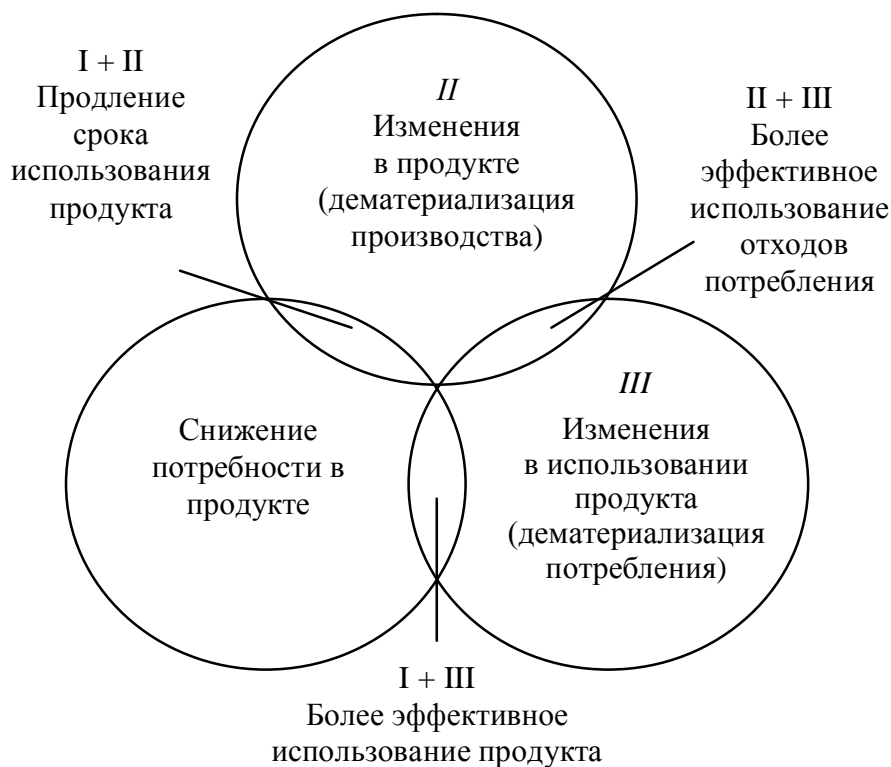 I + II
Продление
срока
использования
продукта
II
Изменения
в продукте
(дематериализация
производства)
II + III
Более
эффективное
использование
отходов
потребления
Снижение
потребности в
продукте
III
Изменения
в использовании
продукта
(дематериализация
потребления)
I + III
Более эффективное
использование продукта